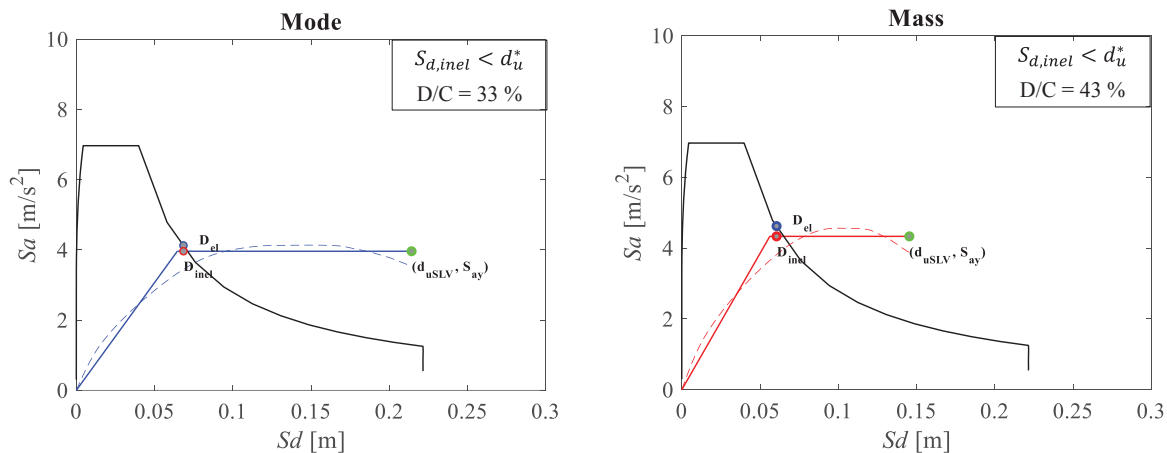 Mode
10
8
6
4
2
0
Sa [m/s²]
S_{d,inel} < d_u^*
D/C = 33 %
D_el
D_inel
(d_uSLV, S_ay)
0 0.05 0.1 0.15 0.2 0.25 0.3
Sd [m]
Mass
10
8
6
4
2
0
Sa [m/s²]
S_{d,inel} < d_u^*
D/C = 43 %
D_el
D_inel
(d_uSLV, S_ay)
0 0.05 0.1 0.15 0.2 0.25 0.3
Sd [m]